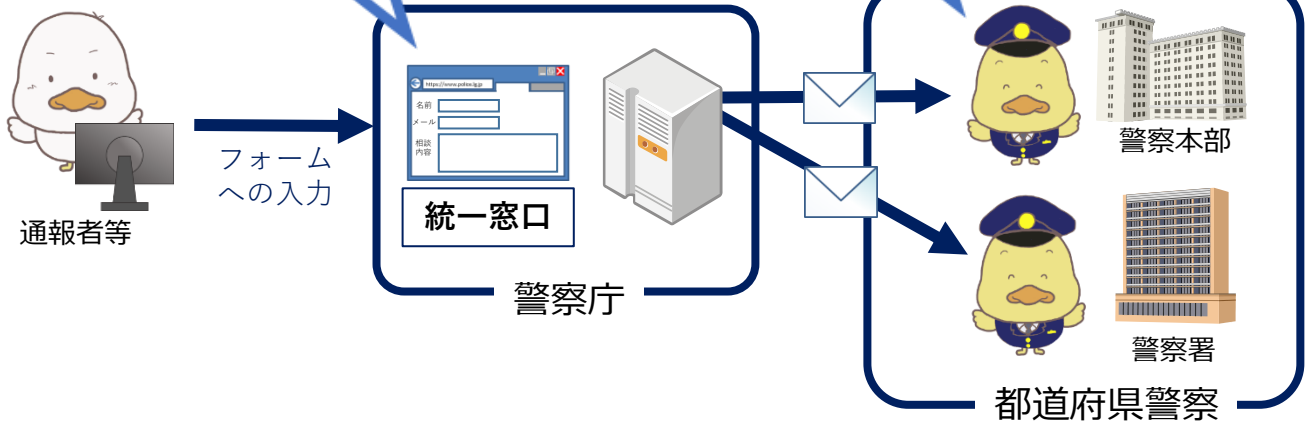 通報者等
フォーム
への入力
https://www.police.lg.jp
名前
メール
相談
内容
統一窓口
警察庁
警察本部
警察署
都道府県警察